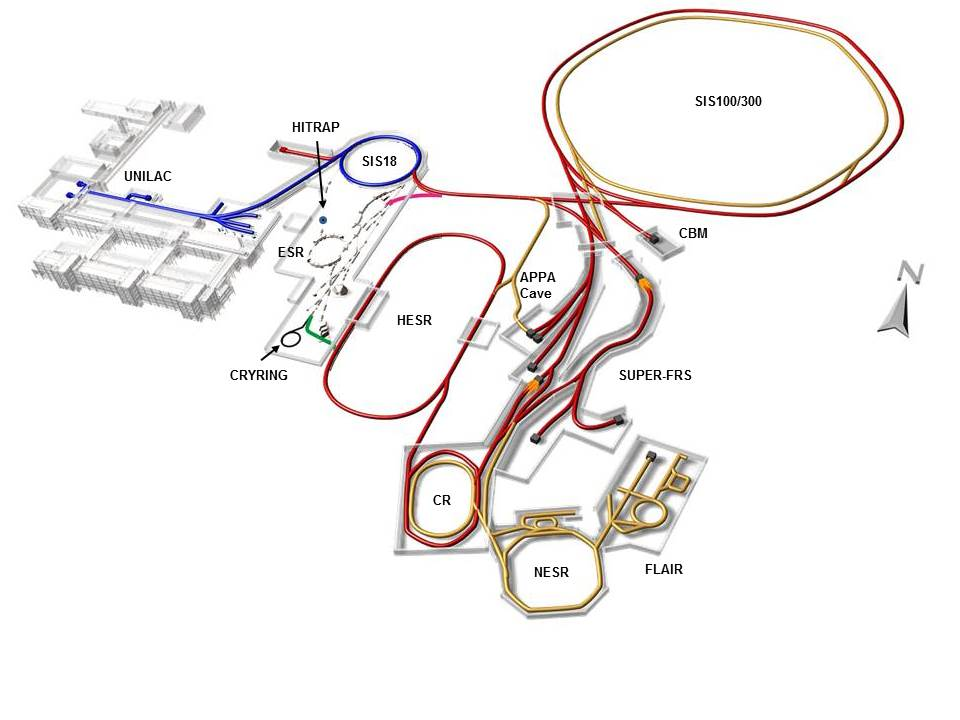 SIS100/300
HITRAP
SIS18
UNILAC
CBM
ESR
N
APPA
Cave
HESR
CRYRING
SUPER-FRS
CR
NESR
FLAIR